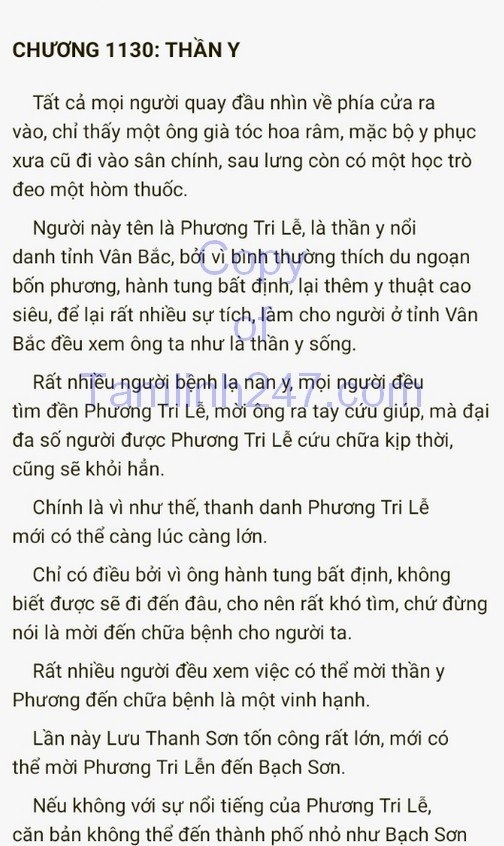 CHƯƠNG 1130: THẦN Y
Tất cả mọi người quay đầu nhìn về phía cửa ra
vào, chỉ thấy một ông già tóc hoa râm, mặc bộ y phục
xưa cũ đi vào sân chính, sau lưng còn có một học trò
đeo một hòm thuốc.
Người này tên là Phương Tri Lễ, là thần y nổi
danh tỉnh Vân Bắc, bởi vì bình thường thích du ngoạn
bốn phương, hành tung bất định, lại thêm y thuật cao
siêu, để lại rất nhiều sự tích, làm cho người ở tỉnh Vân
Bắc đều xem ông ta như là thần y sống.
Rất nhiều người bệnh lạ nan y, mọi người đều
tìm đền Phương Tri Lễ, mời ông ra tay cứu giúp, mà đại
đa số người được Phương Tri Lễ cứu chữa kịp thời,
cũng sẽ khỏi hẳn.
Chính là vì như thế, thanh danh Phương Tri Lễ
mới có thể càng lúc càng lớn.
Chỉ có điều bởi vì ông hành tung bất định, không
biết được sẽ đi đến đâu, cho nên rất khó tìm, chứ đừng
nói là mời đến chữa bệnh cho người ta.
Rất nhiều người đều xem việc có thể mời thần y
Phương đến chữa bệnh là một vinh hạnh.
Lần này Lưu Thanh Sơn tốn công rất lớn, mới có
thể mời Phương Tri Lễn đến Bạch Sơn.
Nếu không với sự nổi tiếng của Phương Tri Lễ,
căn bản không thể đến thành phố nhỏ như Bạch Sơn
Copy
of
Tamlinh247.com